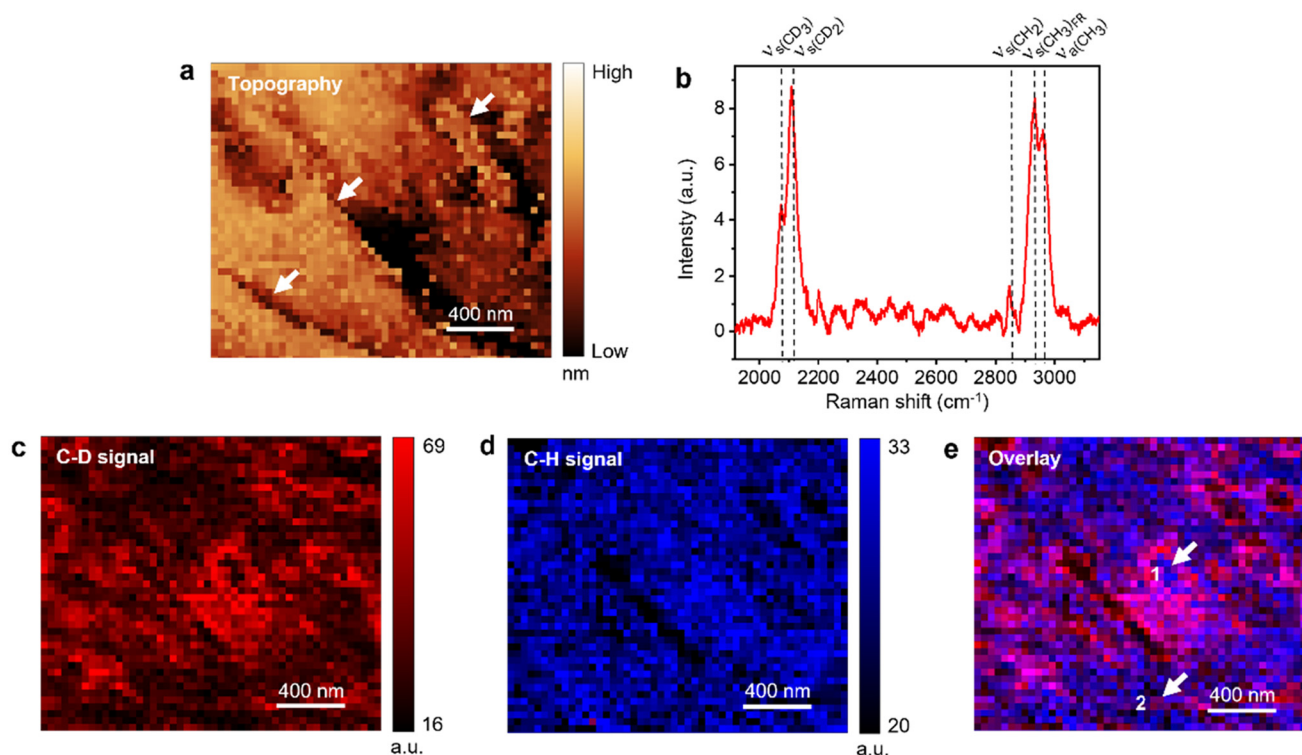 a
Topography
High
Low
nm
400 nm
b
νs(CD3)
νs(CD2)
νs(CH2)
νs(CH3)FR
νa(CH3)
Intensty (a.u.)
8
6
4
2
0
2000 2200 2400 2600 2800 3000
Raman shift (cm⁻¹)
c
C-D signal
69
16
a.u.
400 nm
d
C-H signal
33
20
a.u.
400 nm
e
Overlay
1
2
400 nm